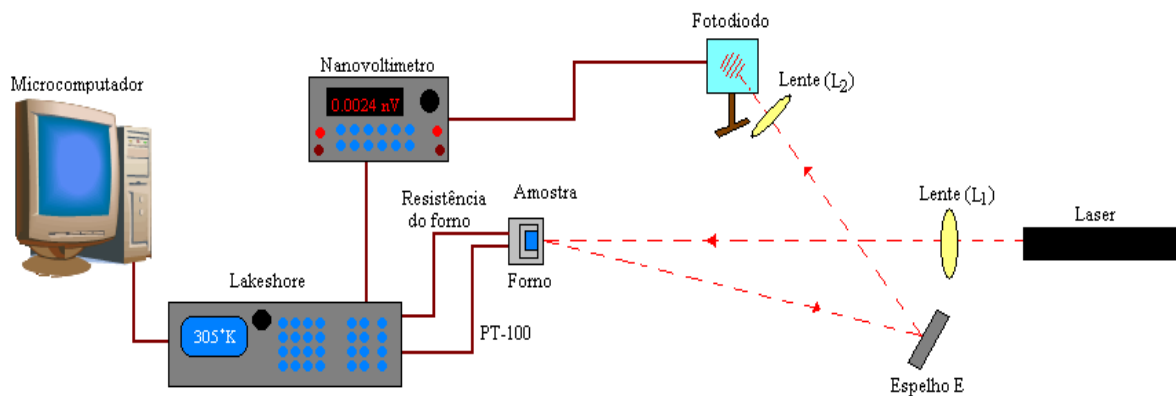 Fotodiodo
Microcomputador
Nanovoltimetro
Lente (L2)
0.0024 nV
Resistência
do forno
Amostra
Lente (L1)
Laser
Lakeshore
Forno
305°K
PT-100
Espelho E